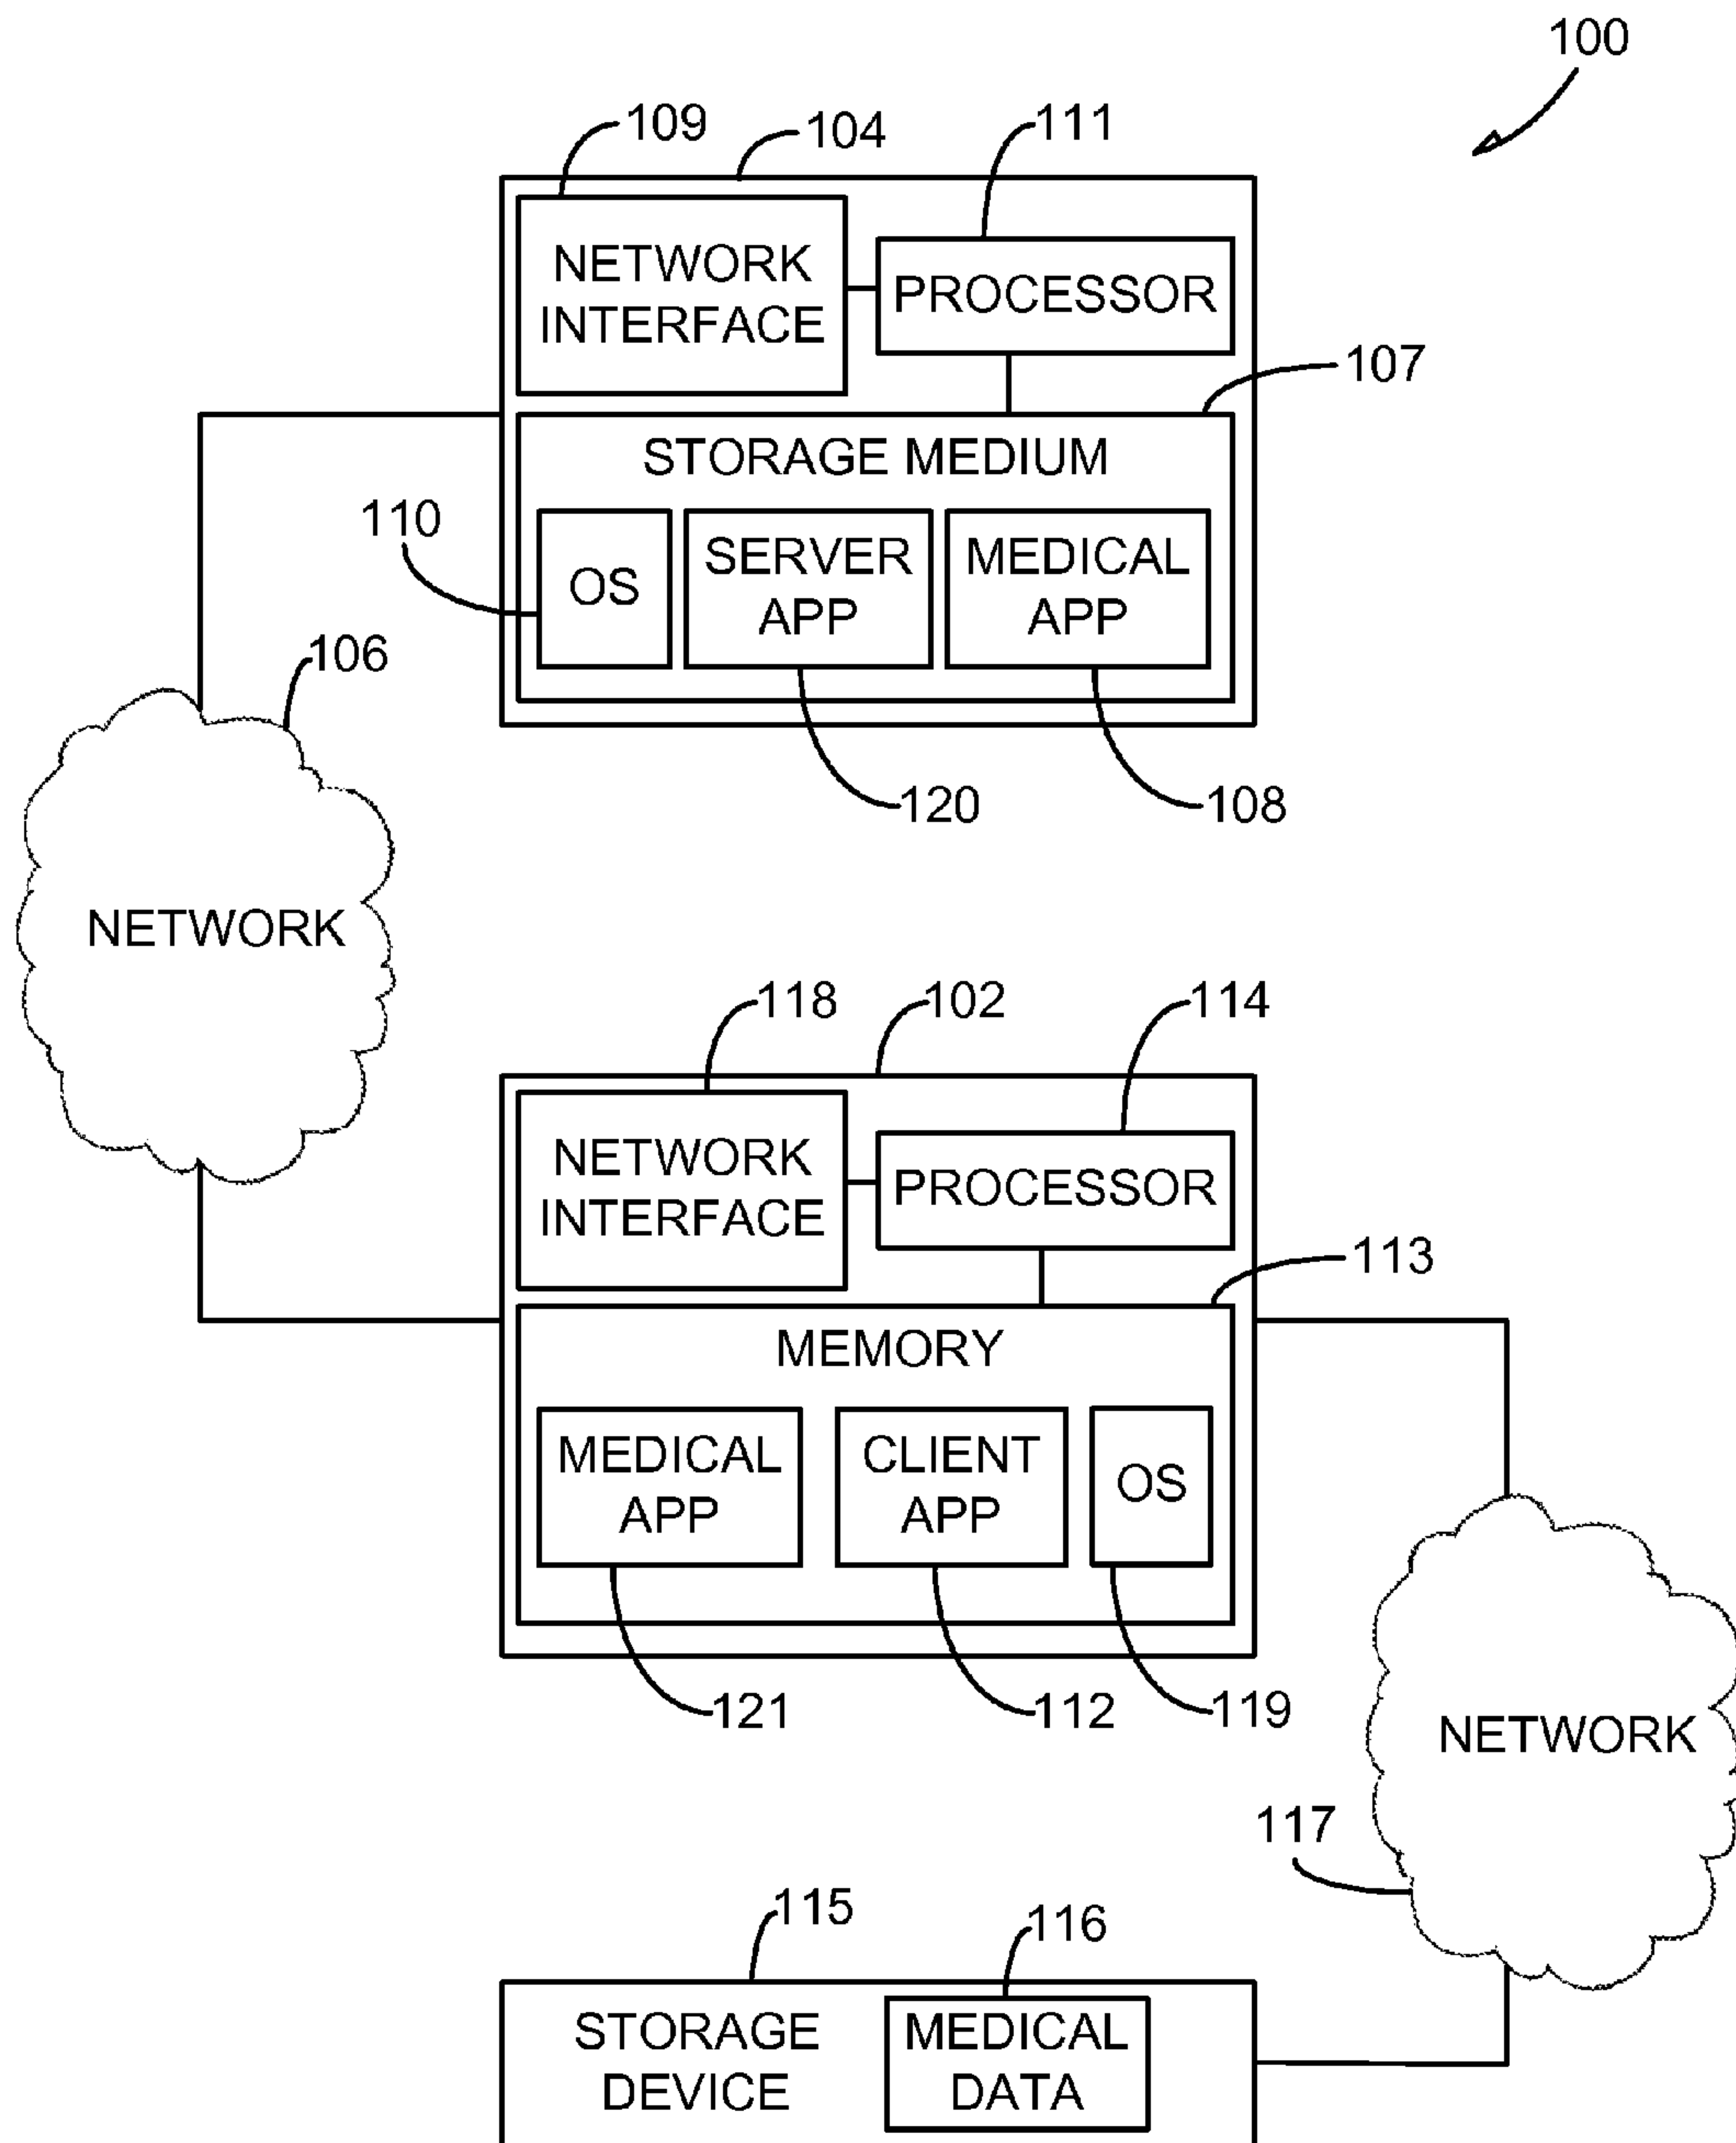 100
109
104
111
NETWORK
INTERFACE
PROCESSOR
107
STORAGE MEDIUM
110
OS
SERVER
APP
MEDICAL
APP
106
120
108
NETWORK
118
102
114
NETWORK
INTERFACE
PROCESSOR
113
MEMORY
MEDICAL
APP
CLIENT
APP
OS
121
112
119
NETWORK
117
115
116
STORAGE
DEVICE
MEDICAL
DATA